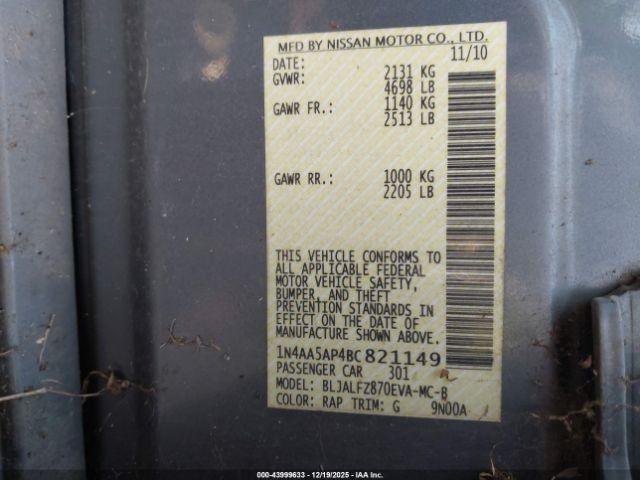 MFD BY NISSAN MOTOR CO., LTD.
DATE: 11/10
GVWR: 2131 KG
4698 LB
GAWR FR.: 1140 KG
2513 LB
GAWR RR.: 1000 KG
2205 LB
THIS VEHICLE CONFORMS TO
ALL APPLICABLE FEDERAL
MOTOR VEHICLE SAFETY,
BUMPER, AND THEFT
PREVENTION STANDARDS IN
EFFECT ON THE DATE OF
MANUFACTURE SHOWN ABOVE.
1N4AA5AP4BC821149
PASSENGER CAR 301
MODEL: BLJALFZ870EVA-MC-B
COLOR: RAP TRIM: G 9N00A
00-43999633 - 12/19/2025 - IAA Inc.